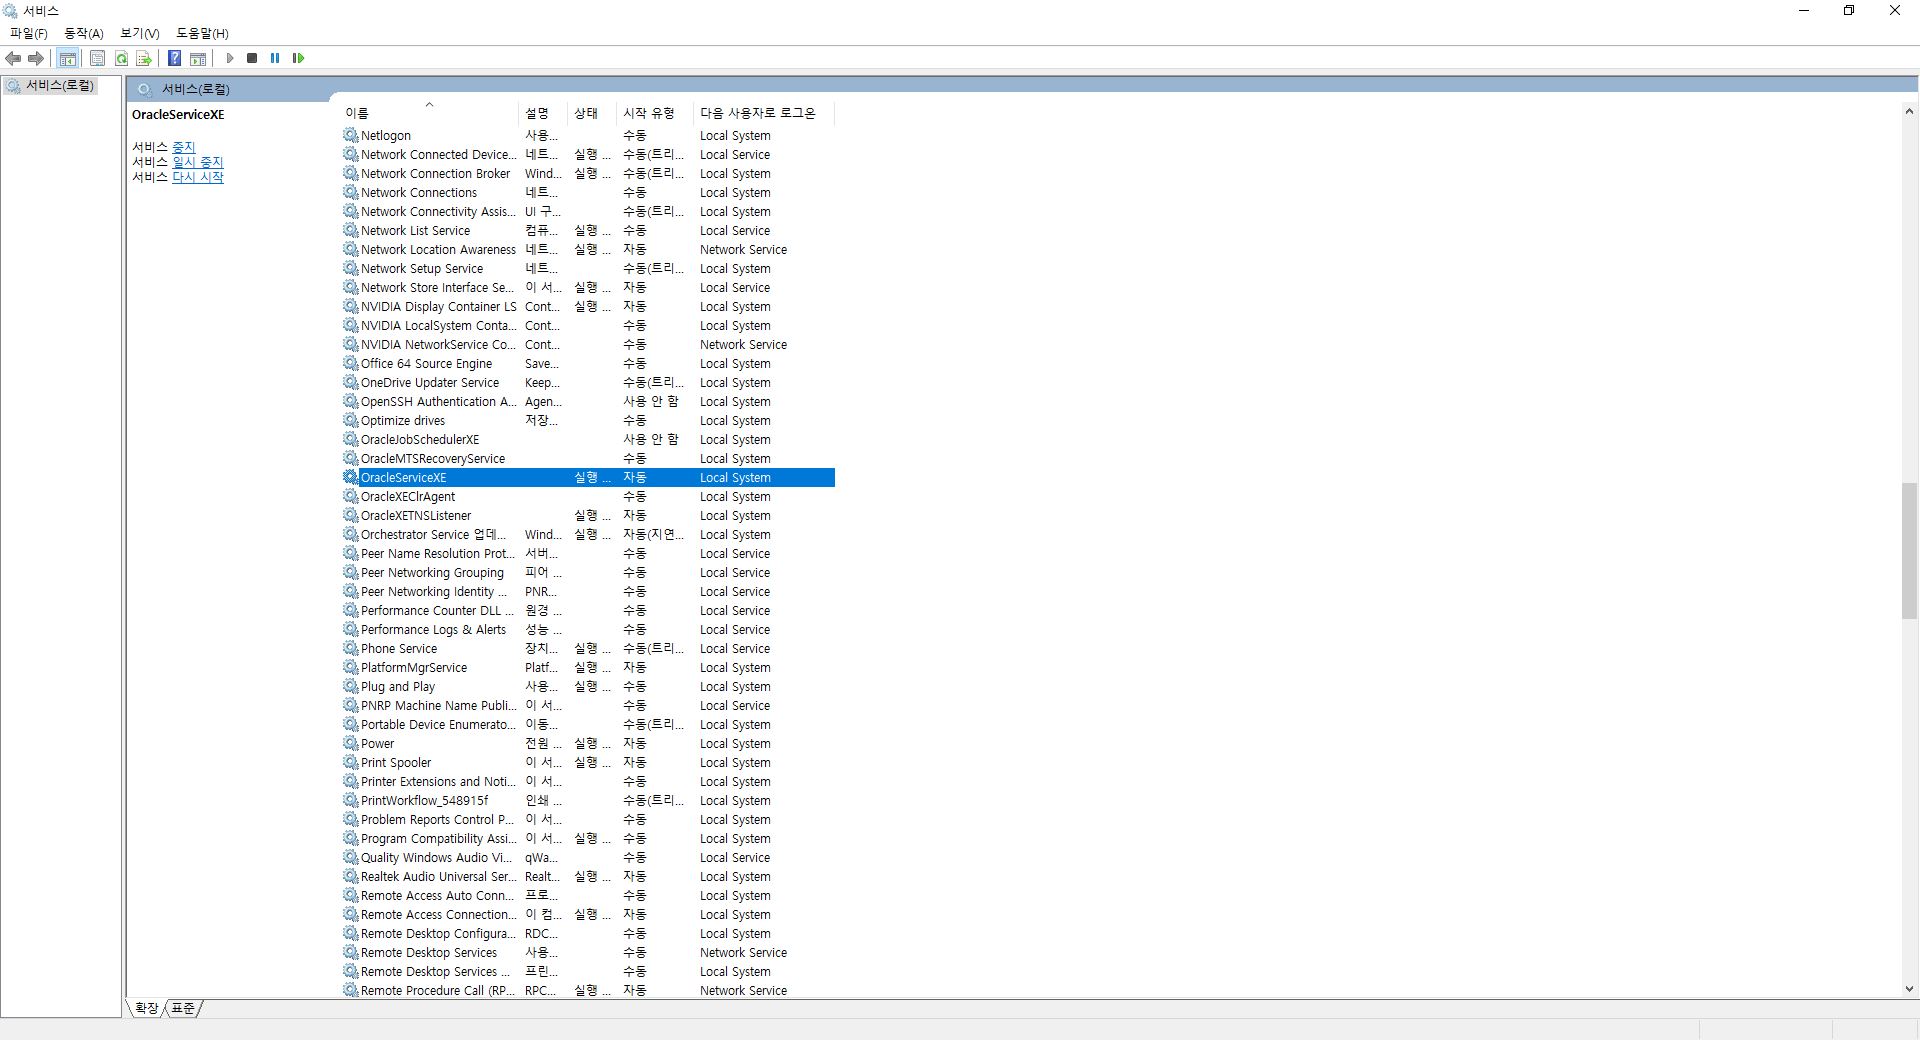 서비스
파일(F) 동작(A) 보기(V) 도움말(H)
서비스(로컬)
서비스(로컬)
OracleServiceXE
서비스 중지
서비스 일시 중지
서비스 다시 시작
이름 설명 상태 시작 유형 다음 사용자로 로그온
Netlogon 사용... 수동 Local System
Network Connected Device... 네트... 실행 ... 수동(트리... Local Service
Network Connection Broker Wind... 실행 ... 수동(트리... Local System
Network Connections 네트... 수동 Local System
Network Connectivity Assis... UI 구... 수동(트리... Local System
Network List Service 컴퓨... 실행 ... 수동 Local Service
Network Location Awareness 네트... 실행 ... 자동 Network Service
Network Setup Service 네트... 수동(트리... Local System
Network Store Interface Se... 이 서... 실행 ... 자동 Local Service
NVIDIA Display Container LS Cont... 실행 ... 자동 Local System
NVIDIA LocalSystem Conta... Cont... 수동 Local System
NVIDIA NetworkService Co... Cont... 수동 Network Service
Office 64 Source Engine Save... 수동 Local System
OneDrive Updater Service Keep... 수동(트리... Local System
OpenSSH Authentication A... Agen... 사용 안 함 Local System
Optimize drives 저장... 수동 Local System
OracleJobSchedulerXE 사용 안 함 Local System
OracleMTSRecoveryService 수동 Local System
OracleServiceXE 실행 ... 자동 Local System
OracleXEClrAgent 수동 Local System
OracleXETNSListener 실행 ... 자동 Local System
Orchestrator Service 업데... Wind... 실행 ... 자동(지연... Local System
Peer Name Resolution Prot... 서버... 수동 Local Service
Peer Networking Grouping 피어 ... 수동 Local Service
Peer Networking Identity ... PNR... 수동 Local Service
Performance Counter DLL ... 원경 ... 수동 Local Service
Performance Logs & Alerts 성능 ... 수동 Local Service
Phone Service 장치... 실행 ... 수동(트리... Local Service
PlatformMgrService Platf... 실행 ... 자동 Local System
Plug and Play 사용... 실행 ... 수동 Local System
PNRP Machine Name Publi... 이 서... 수동 Local Service
Portable Device Enumerato... 이동... 수동(트리... Local System
Power 전원 ... 실행 ... 자동 Local System
Print Spooler 이 서... 실행 ... 자동 Local System
Printer Extensions and Noti... 이 서... 수동 Local System
PrintWorkflow_548915f 인쇄 ... 수동(트리... Local System
Problem Reports Control P... 이 서... 수동 Local System
Program Compatibility Assi... 이 서... 실행 ... 수동 Local System
Quality Windows Audio Vi... qWa... 수동 Local Service
Realtek Audio Universal Ser... Realt... 실행 ... 자동 Local System
Remote Access Auto Conn... 프로... 수동 Local System
Remote Access Connection... 이 컴... 실행 ... 자동 Local System
Remote Desktop Configura... RDC... 수동 Local System
Remote Desktop Services 사용... 수동 Network Service
Remote Desktop Services ... 프린... 수동 Local System
Remote Procedure Call (RP... RPC... 실행 ... 자동 Network Service
확장 표준